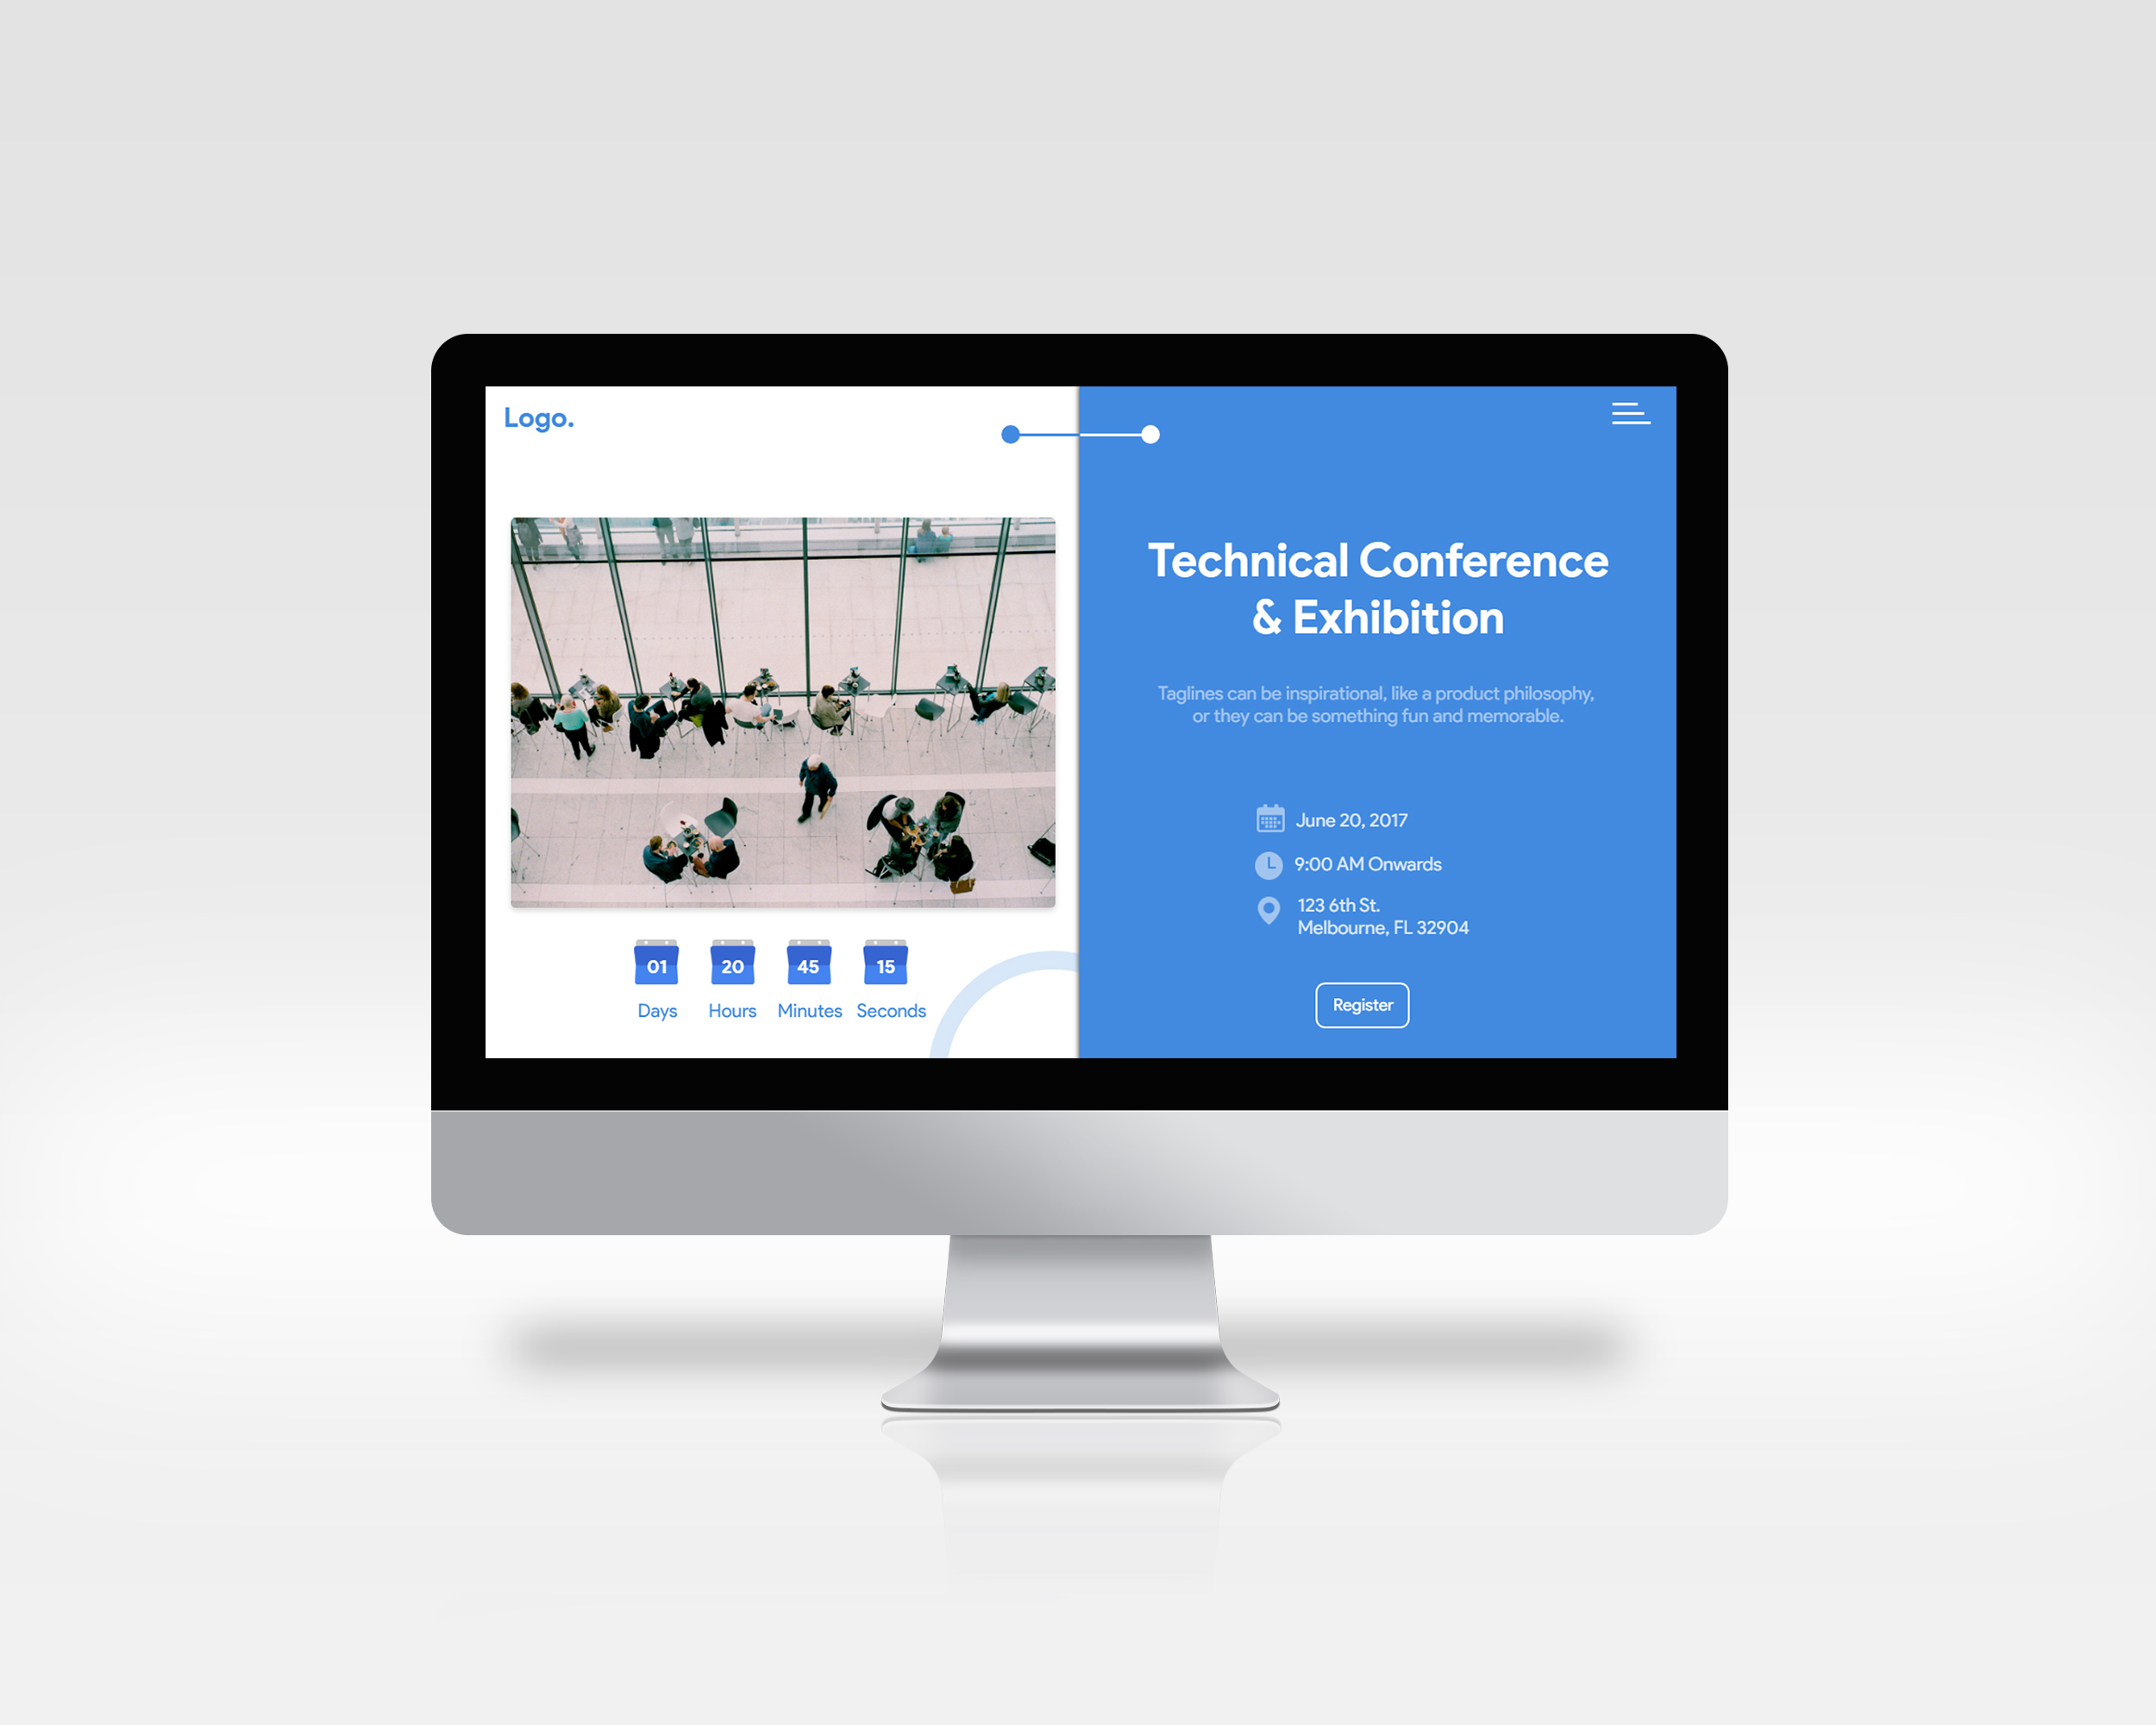 Logo.
Technical Conference
& Exhibition
Taglines can be inspirational, like a product philosophy,
or they can be something fun and memorable.
June 20, 2017
9:00 AM Onwards
123 6th St.
Melbourne, FL 32904
Register
01 20 45 15
Days Hours Minutes Seconds